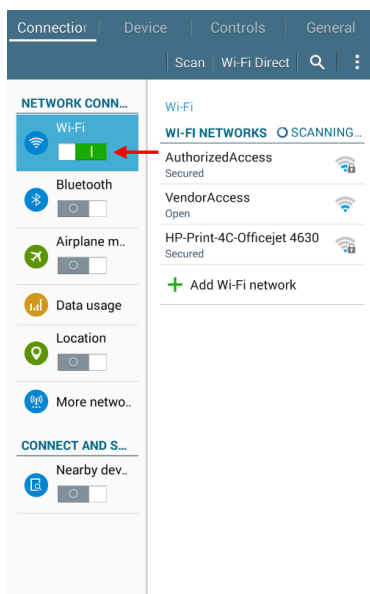 Connection Device Controls General
Scan Wi-Fi Direct
NETWORK CONN...
Wi-Fi
Bluetooth
Airplane m..
Data usage
Location
More netwo..
CONNECT AND S...
Nearby dev..
Wi-Fi
WI-FI NETWORKS SCANNING...
AuthorizedAccess
Secured
VendorAccess
Open
HP-Print-4C-Officejet 4630
Secured
Add Wi-Fi network